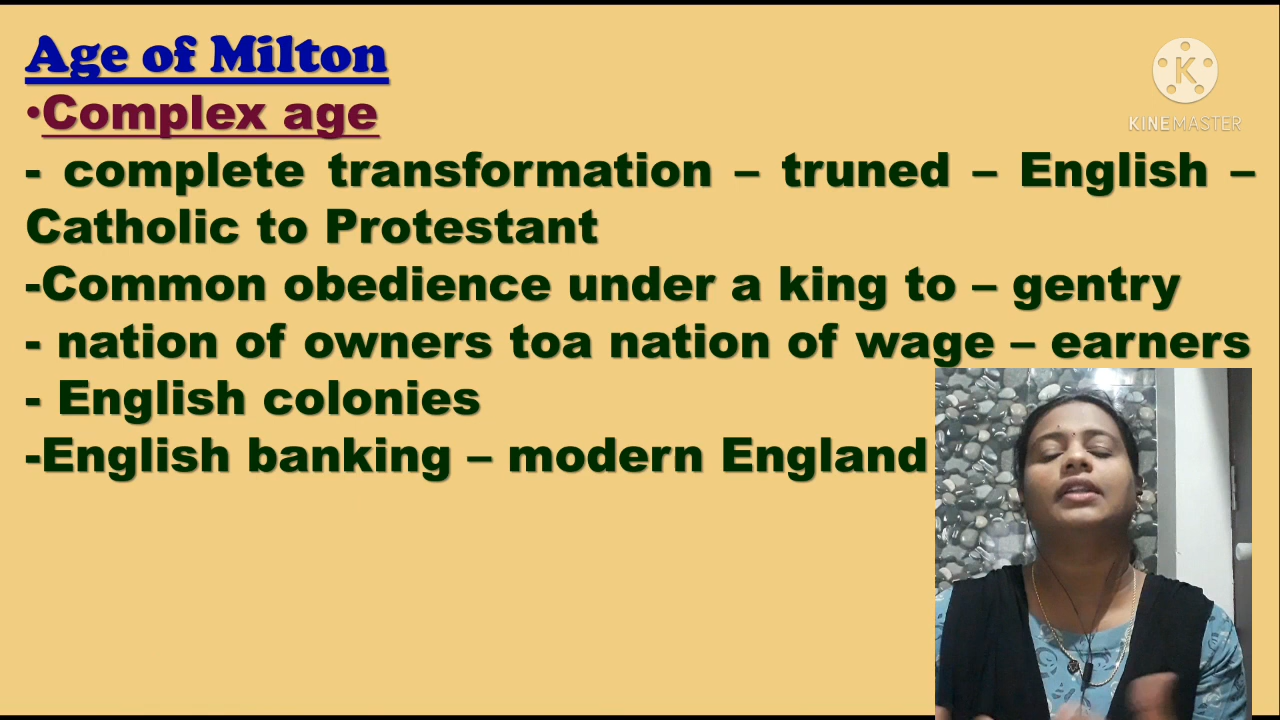 Age of Milton
•Complex age
- complete transformation – truned – English –
Catholic to Protestant
-Common obedience under a king to – gentry
- nation of owners toa nation of wage – earners
- English colonies
-English banking – modern England
K
KINEMASTER